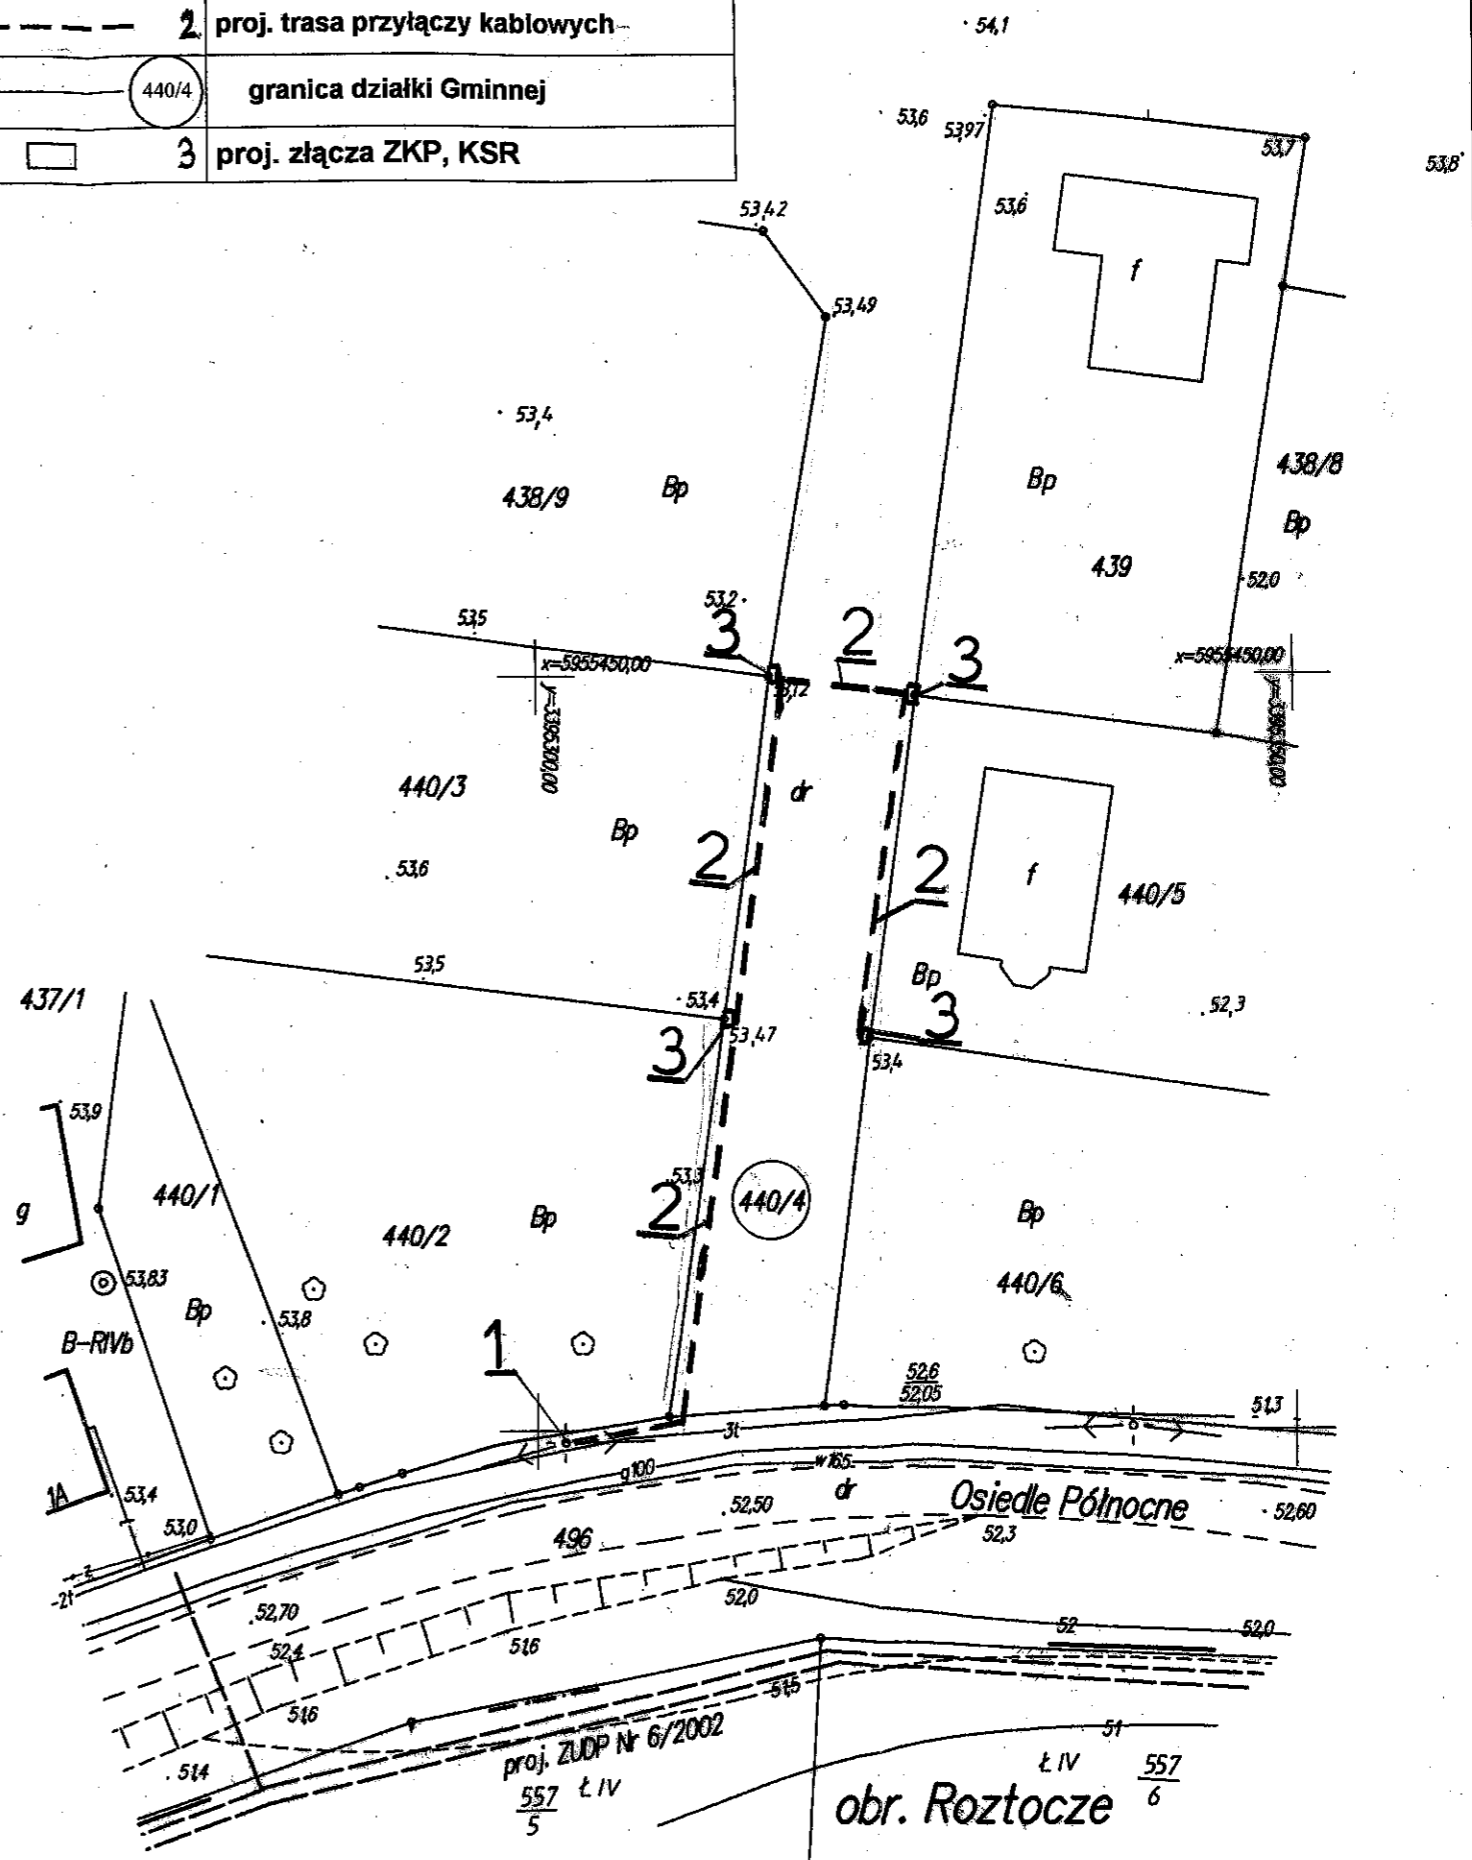 2 proj. trasa przyłączy kablowych
440/4 granica działki Gminnej
3 proj. złącza ZKP, KSR
54,1
53,6 53,97
53,7
53,8
53,6
53,42
f
53,49
53,4
438/9 Bp
Bp
438/8
Bp
439
52,0
53,2
53,5
3
2
3
x=5955450,00
x=5955450,00
53,12
y=3395300,00
440/3
dr
Bp
53,6
2
2
f
440/5
53,5
Bp
437/1
53,4
52,3
53,47
3
3
53,4
53,9
53,3
440/1
2
440/4
g
440/2
Bp
Bp
440/6
53,83
Bp
53,8
B-RIVb
1
52,6
52,05
51,3
3t
g100
w165
1A
53,4
dr
Osiedle Północne
52,50
52,60
53,0
496
52,3
-2t
52,70
52,0
52
52,0
52,4
51,6
51,6
51,5
51,4
proj. ZUDP Nr 6/2002
51
Ł IV
557
5
Ł IV
557
6
obr. Roztocze